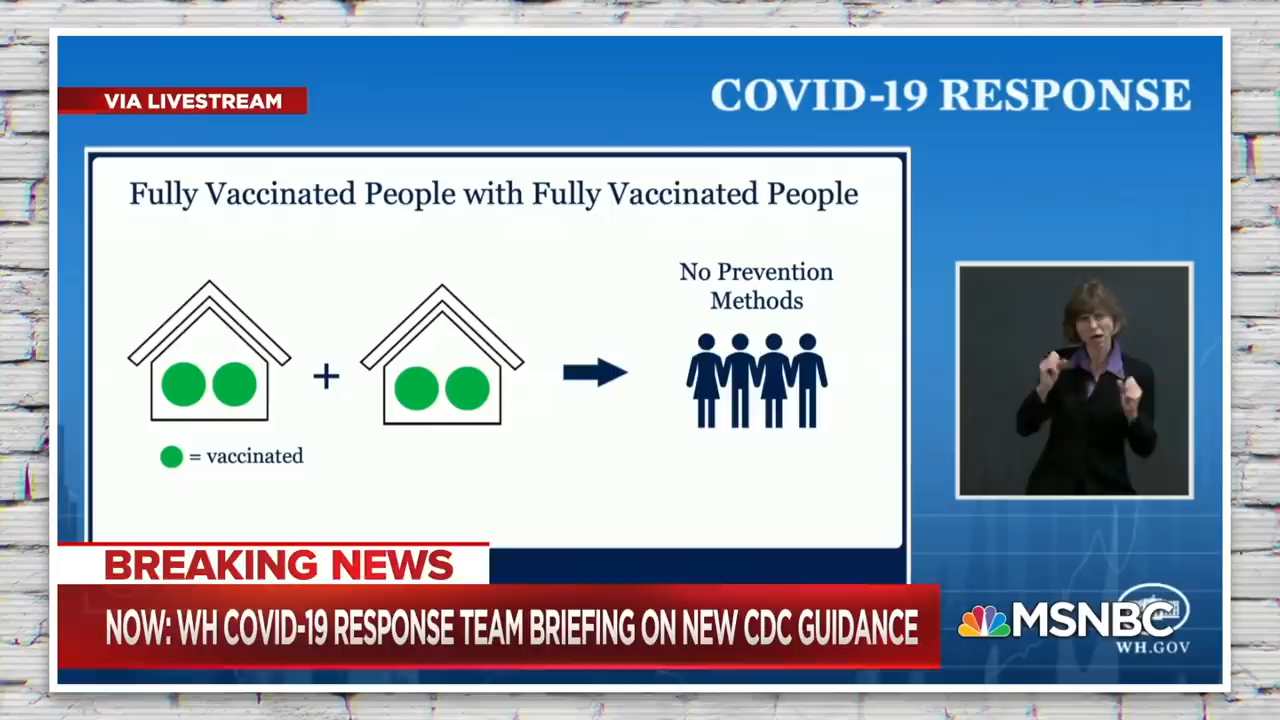 VIA LIVESTREAM
COVID-19 RESPONSE
Fully Vaccinated People with Fully Vaccinated People
No Prevention
Methods
+
= vaccinated
BREAKING NEWS
NOW: WH COVID-19 RESPONSE TEAM BRIEFING ON NEW CDC GUIDANCE
MSNBC
WH.GOV